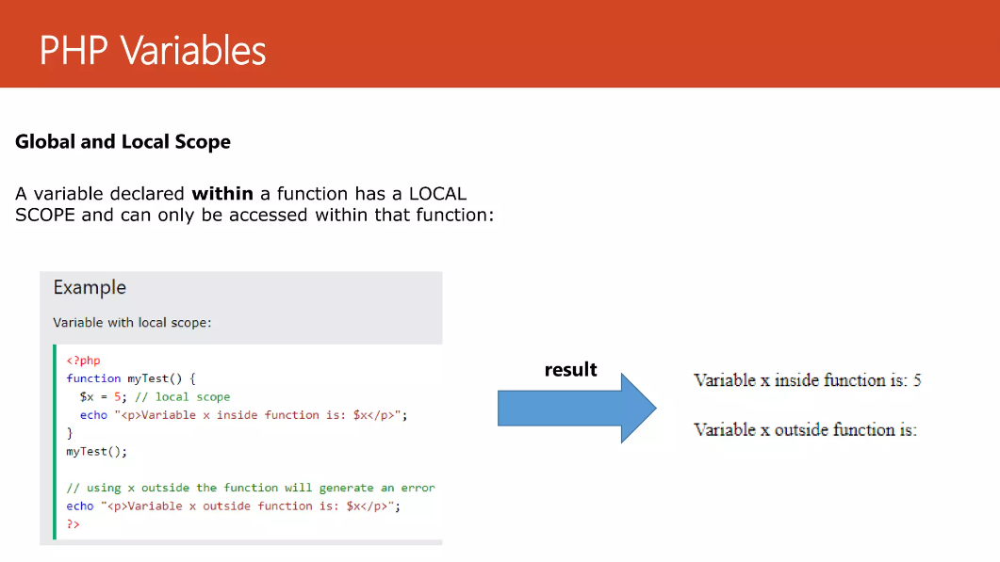 PHP Variables
Global and Local Scope
A variable declared within a function has a LOCAL
SCOPE and can only be accessed within that function:
Example
Variable with local scope:
<?php
function myTest() {
  $x = 5; // local scope
  echo "<p>Variable x inside function is: $x</p>";
}
myTest();

// using x outside the function will generate an error
echo "<p>Variable x outside function is: $x</p>";
?>
result
Variable x inside function is: 5
Variable x outside function is: